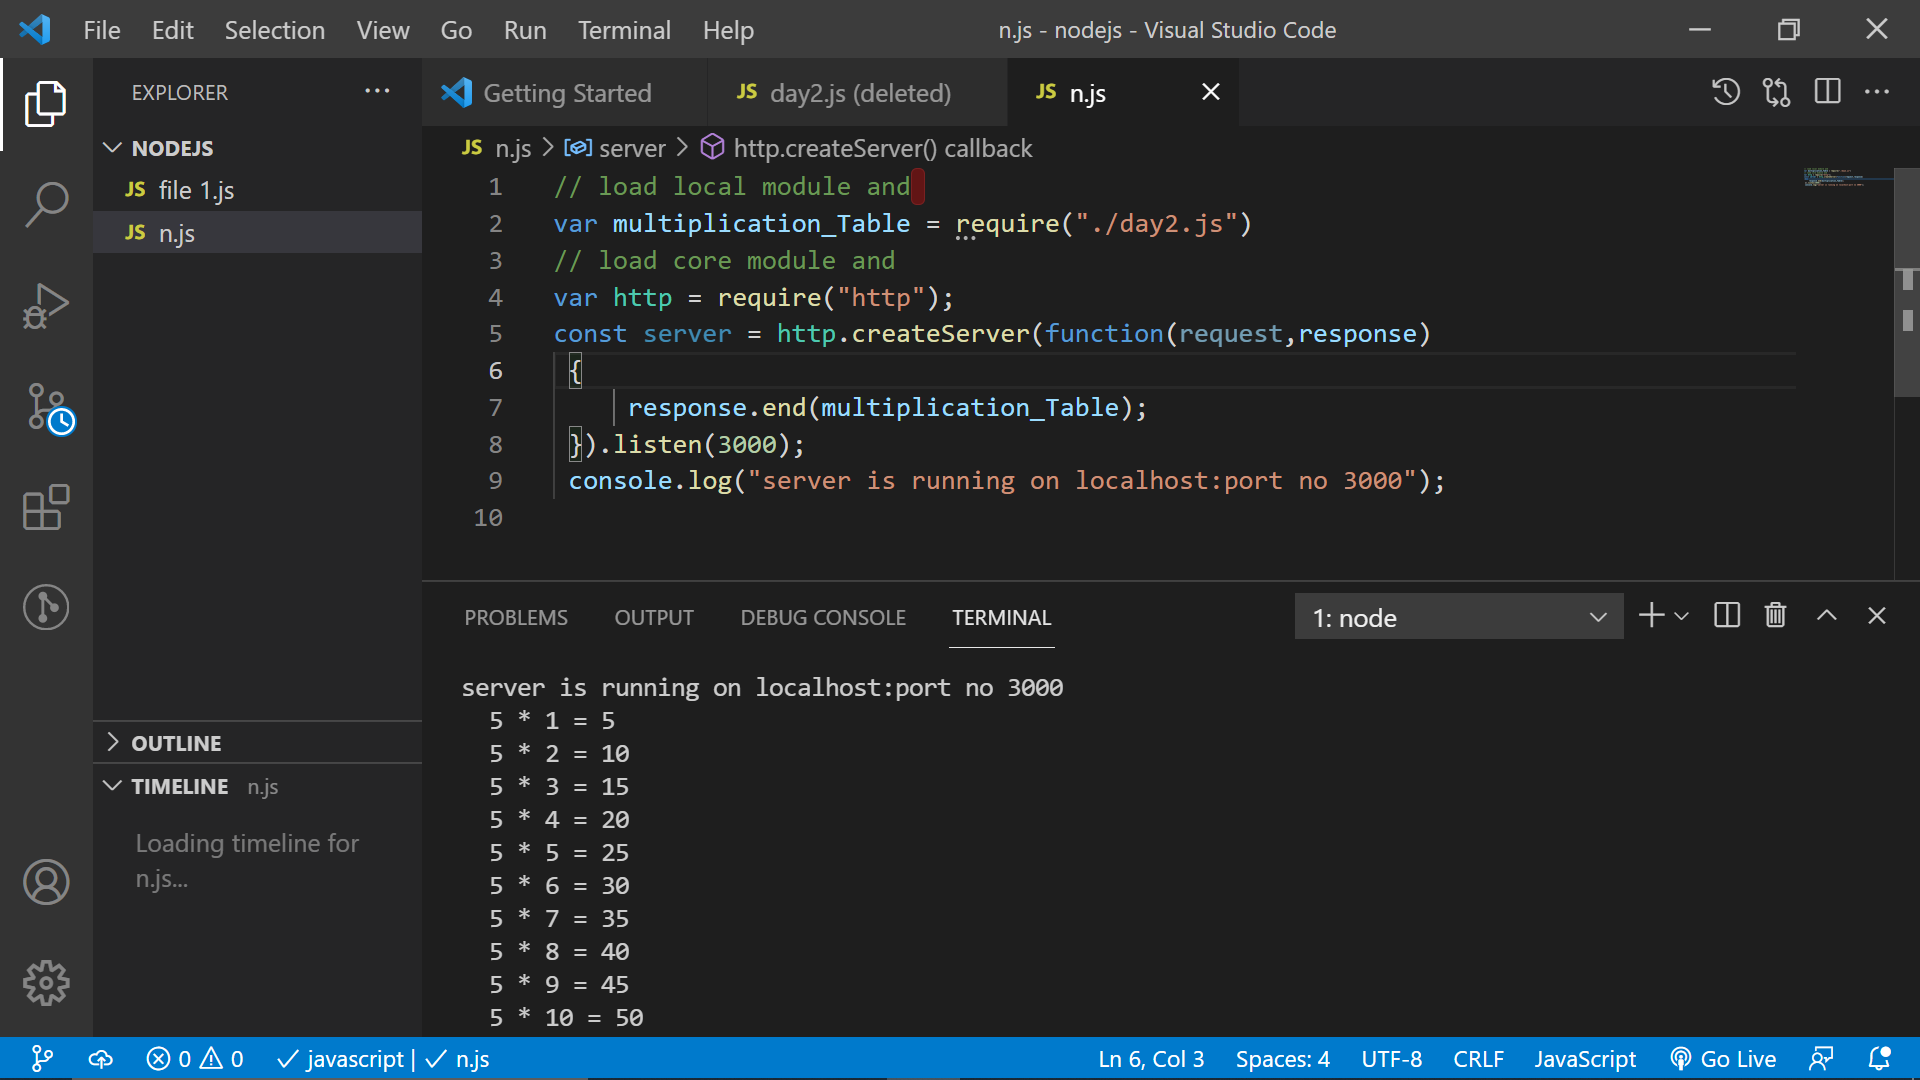 File Edit Selection View Go Run Terminal Help n.js - nodejs - Visual Studio Code
EXPLORER
NODEJS
JS file 1.js
JS n.js
OUTLINE
TIMELINE n.js
Loading timeline for
n.js...
Getting Started JS day2.js (deleted) JS n.js
JS n.js > server > http.createServer() callback
1 // load local module and
2 var multiplication_Table = require("./day2.js")
3 // load core module and
4 var http = require("http");
5 const server = http.createServer(function(request,response)
6 {
7 response.end(multiplication_Table);
8 }).listen(3000);
9 console.log("server is running on localhost:port no 3000");
10
PROBLEMS OUTPUT DEBUG CONSOLE TERMINAL 1: node
server is running on localhost:port no 3000
5 * 1 = 5
5 * 2 = 10
5 * 3 = 15
5 * 4 = 20
5 * 5 = 25
5 * 6 = 30
5 * 7 = 35
5 * 8 = 40
5 * 9 = 45
5 * 10 = 50
0 0 javascript | n.js Ln 6, Col 3 Spaces: 4 UTF-8 CRLF JavaScript Go Live